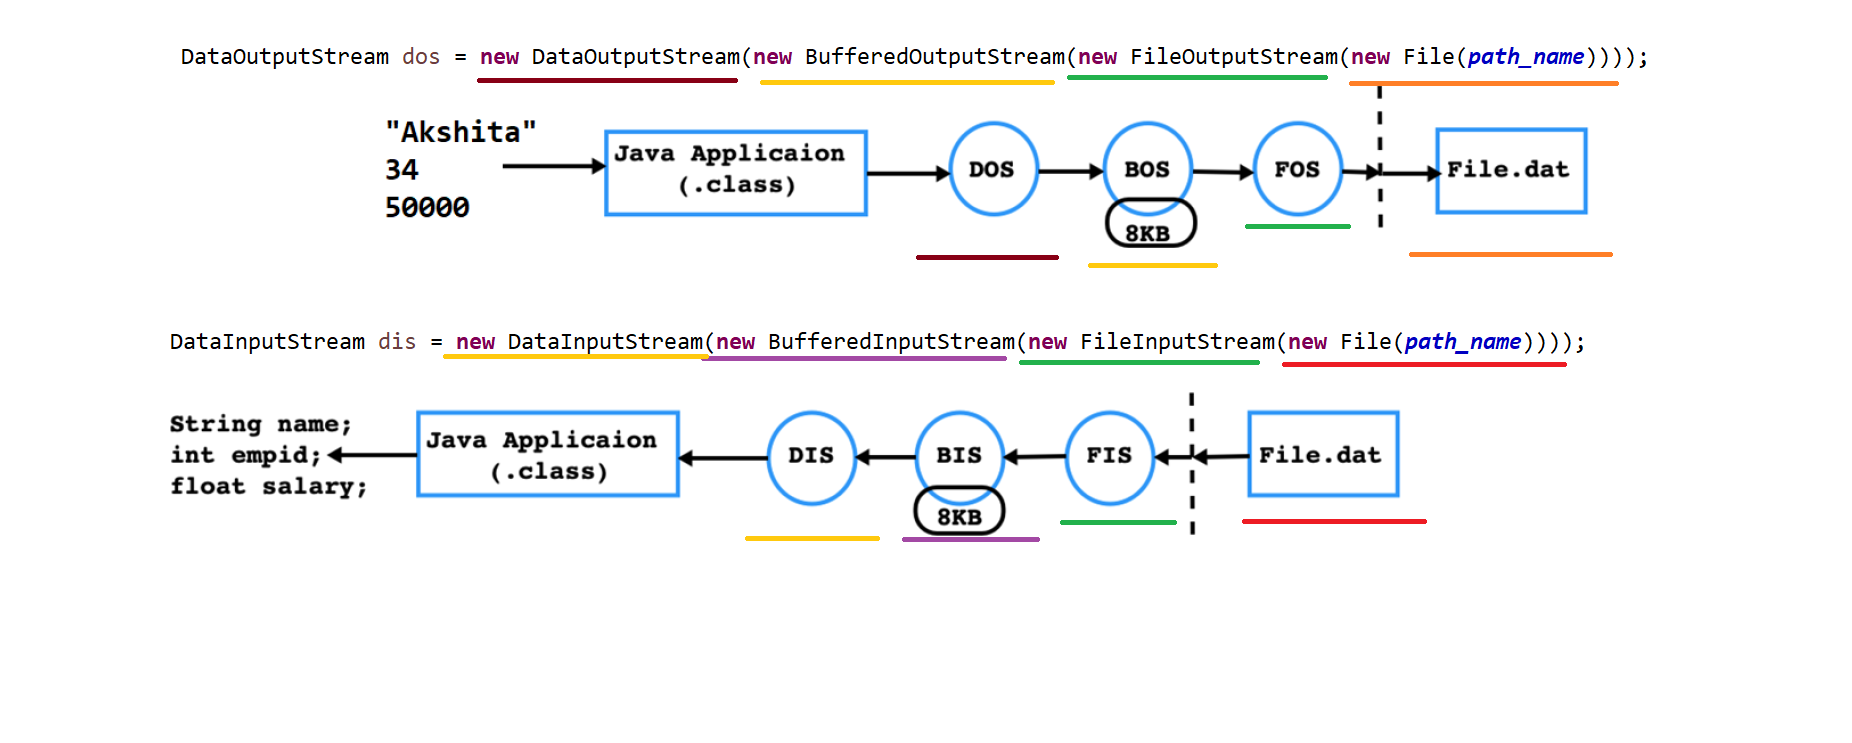 DataOutputStream dos = new DataOutputStream(new BufferedOutputStream(new FileOutputStream(new File(path_name))));
"Akshita"
34
50000
Java Applicaion
(.class)
DOS
BOS
8KB
FOS
File.dat
DataInputStream dis = new DataInputStream(new BufferedInputStream(new FileInputStream(new File(path_name))));
String name;
int empid;
float salary;
Java Applicaion
(.class)
DIS
BIS
8KB
FIS
File.dat